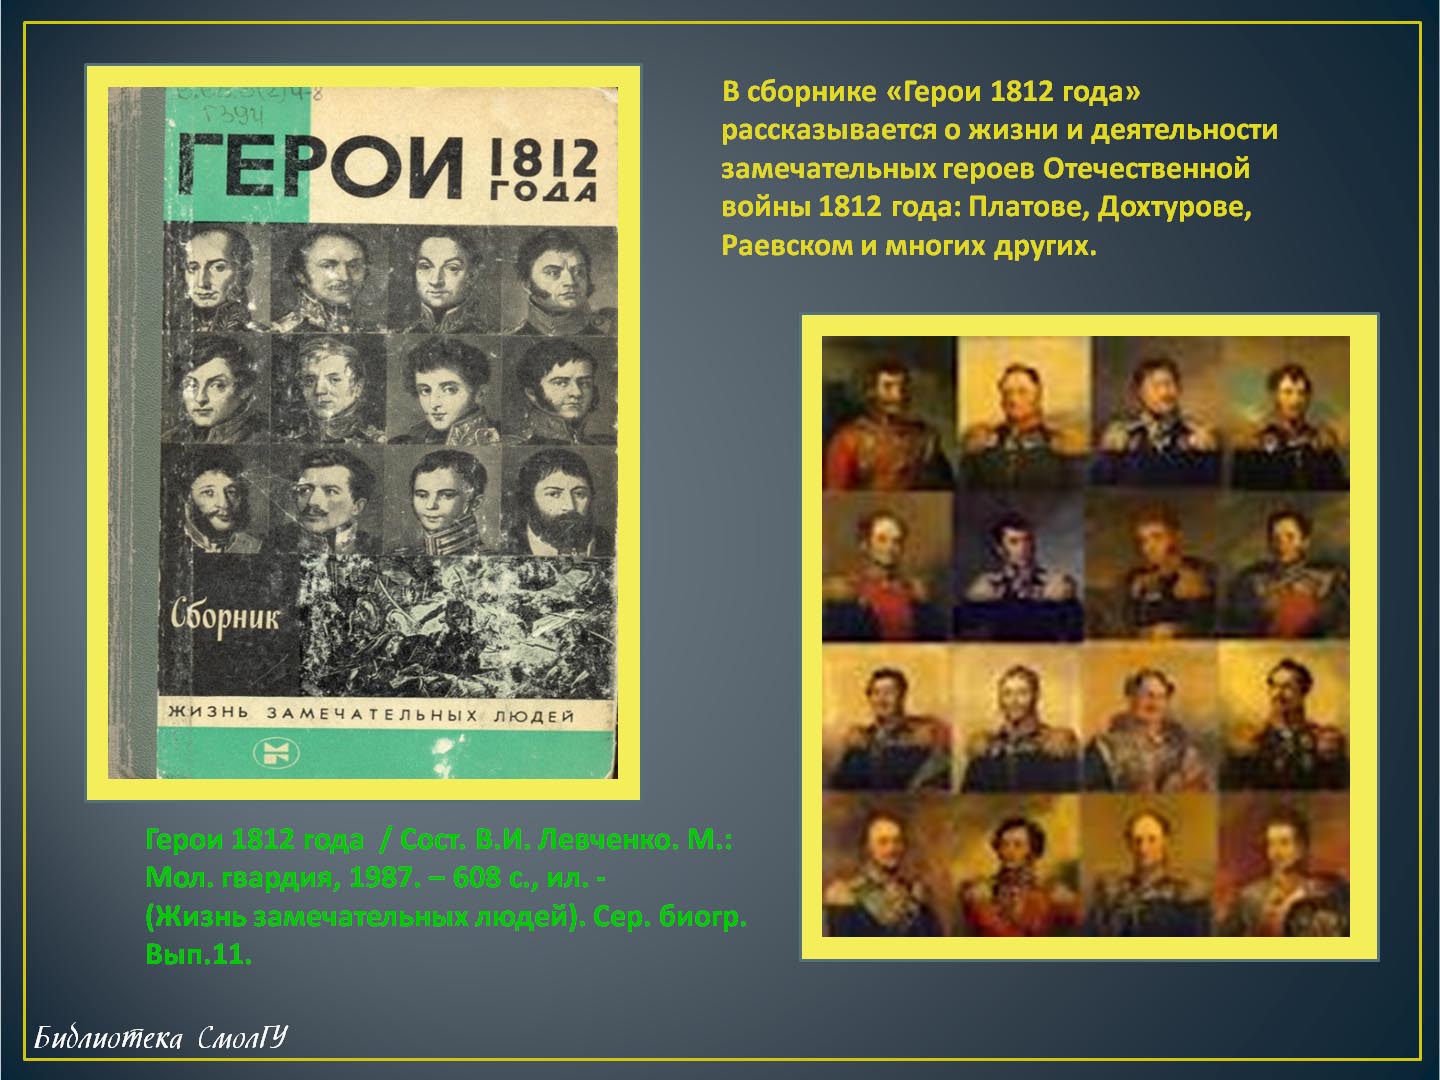 В сборнике «Герои 1812 года»
рассказывается о жизни и деятельности
замечательных героев Отечественной
войны 1812 года: Платове, Дохтурове,
Раевском и многих других.
Г394
ГЕРОИ 1812
ГОДА
Сборник
ЖИЗНЬ ЗАМЕЧАТЕЛЬНЫХ ЛЮДЕЙ
Герои 1812 года / Сост. В.И. Левченко. М.:
Мол. гвардия, 1987. – 608 с., ил. -
(Жизнь замечательных людей). Сер. биогр.
Вып.11.
Библиотека СмолГУ